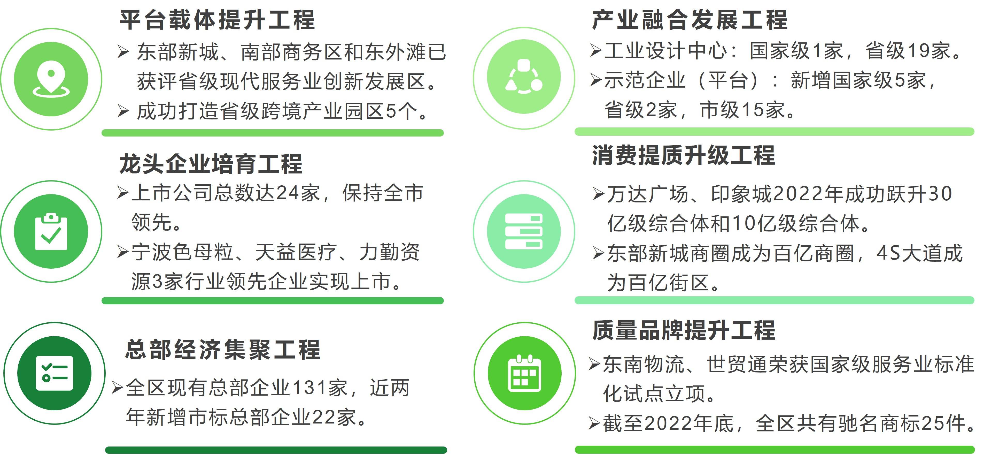 平台载体提升工程
➢ 东部新城、南部商务区和东外滩已
获评省级现代服务业创新发展区。
➢ 成功打造省级跨境产业园区5个。
龙头企业培育工程
➢上市公司总数达24家，保持全市
领先。
➢宁波色母粒、天益医疗、力勤资
源3家行业领先企业实现上市。
总部经济集聚工程
➢全区现有总部企业131家，近两
年新增市标总部企业22家。
产业融合发展工程
➢工业设计中心：国家级1家，省级19家。
➢示范企业（平台）：新增国家级5家，
省级2家，市级15家。
消费提质升级工程
➢万达广场、印象城2022年成功跃升30
亿级综合体和10亿级综合体。
➢东部新城商圈成为百亿商圈，4S大道成
为百亿街区。
质量品牌提升工程
➢东南物流、世贸通荣获国家级服务业标准
化试点立项。
➢截至2022年底，全区共有驰名商标25件。